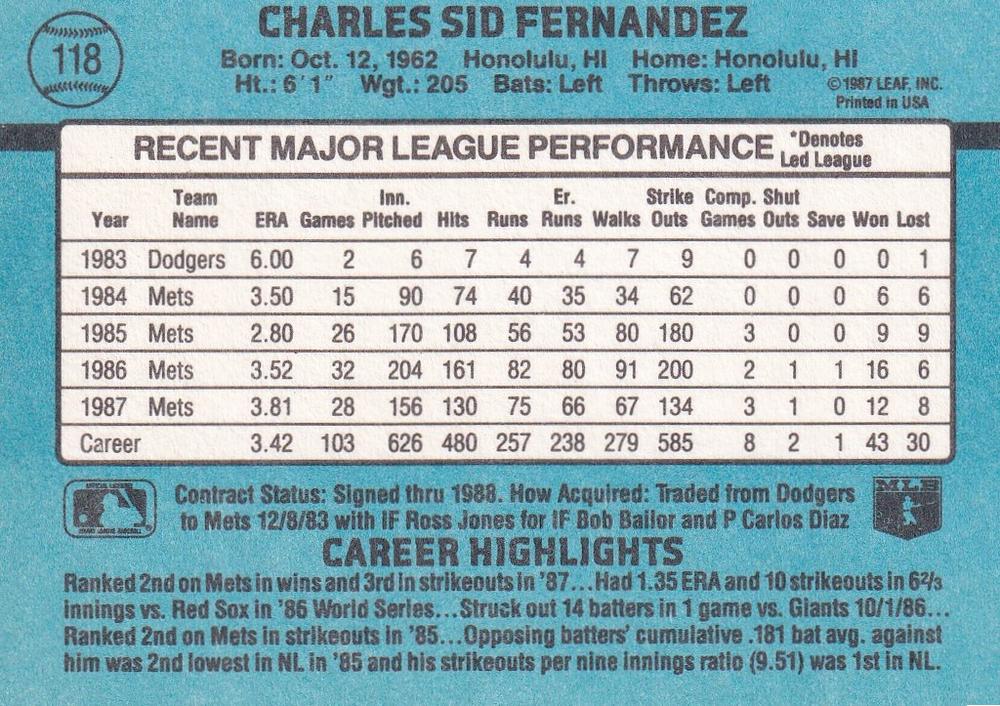 118
CHARLES SID FERNANDEZ
Born: Oct. 12, 1962 Honolulu, HI Home: Honolulu, HI
Ht.: 6'1" Wgt.: 205 Bats: Left Throws: Left
©1987 LEAF, INC.
Printed in USA
RECENT MAJOR LEAGUE PERFORMANCE *Denotes Led League
Year Team Name ERA Games Inn. Pitched Hits Runs Er. Runs Walks Strike Outs Comp. Games Shut Outs Save Won Lost
1983 Dodgers 6.00 2 6 7 4 4 7 9 0 0 0 0 1
1984 Mets 3.50 15 90 74 40 35 34 62 0 0 0 6 6
1985 Mets 2.80 26 170 108 56 53 80 180 3 0 0 9 9
1986 Mets 3.52 32 204 161 82 80 91 200 2 1 1 16 6
1987 Mets 3.81 28 156 130 75 66 67 134 3 1 0 12 8
Career 3.42 103 626 480 257 238 279 585 8 2 1 43 30
Contract Status: Signed thru 1988. How Acquired: Traded from Dodgers
to Mets 12/8/83 with IF Ross Jones for IF Bob Bailor and P Carlos Diaz
MLB
CAREER HIGHLIGHTS
Ranked 2nd on Mets in wins and 3rd in strikeouts in '87...Had 1.35 ERA and 10 strikeouts in 6⅔
innings vs. Red Sox in '86 World Series...Struck out 14 batters in 1 game vs. Giants 10/1/86...
Ranked 2nd on Mets in strikeouts in '85...Opposing batters' cumulative .181 bat avg. against
him was 2nd lowest in NL in '85 and his strikeouts per nine innings ratio (9.51) was 1st in NL.